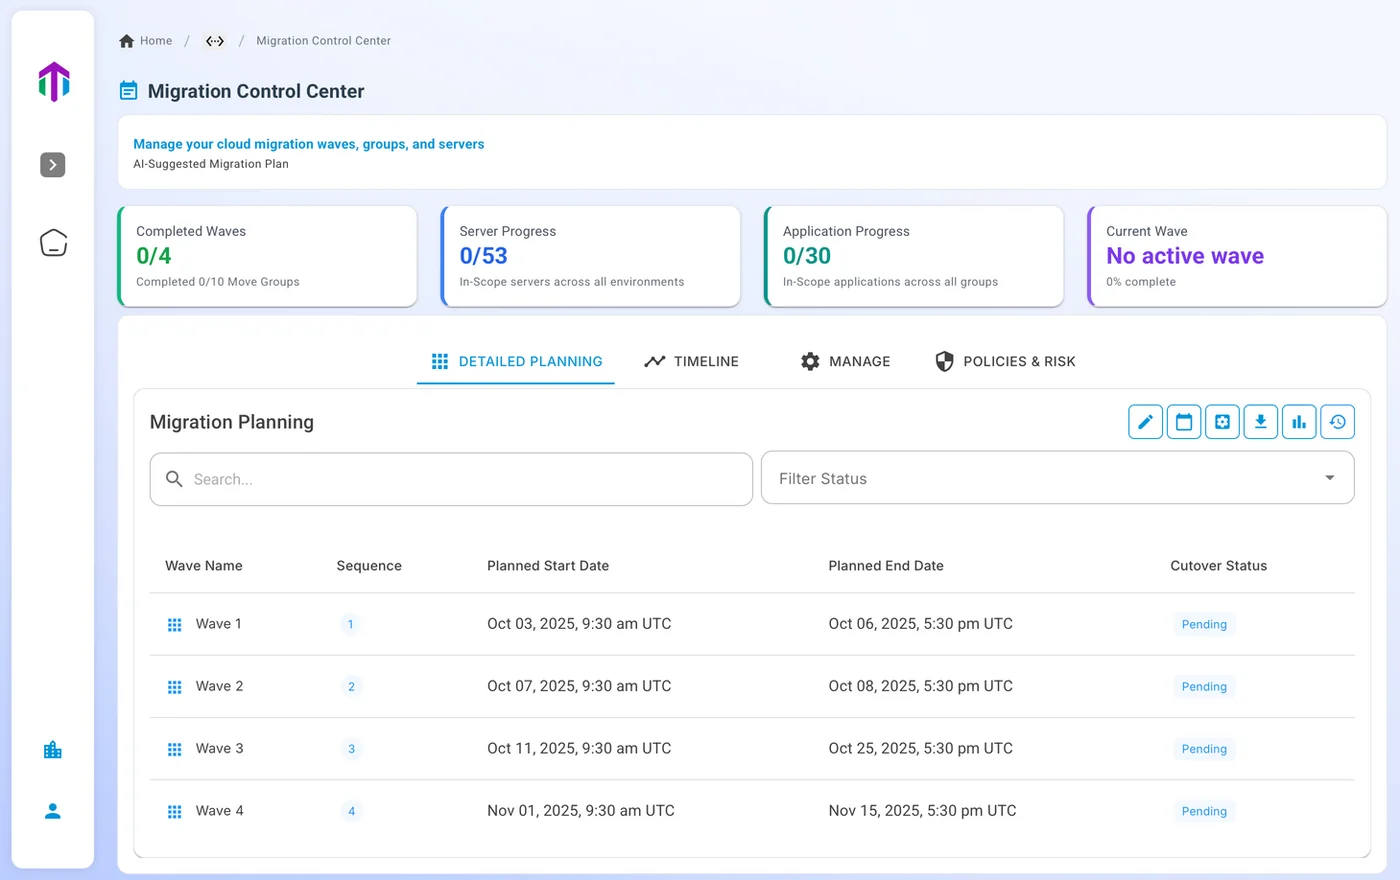 Home / / Migration Control Center
Migration Control Center
Manage your cloud migration waves, groups, and servers
AI-Suggested Migration Plan
Completed Waves
0/4
Completed 0/10 Move Groups
Server Progress
0/53
In-Scope servers across all environments
Application Progress
0/30
In-Scope applications across all groups
Current Wave
No active wave
0% complete
DETAILED PLANNING TIMELINE MANAGE POLICIES & RISK
Migration Planning
Search... Filter Status
Wave Name Sequence Planned Start Date Planned End Date Cutover Status
Wave 1 1 Oct 03, 2025, 9:30 am UTC Oct 06, 2025, 5:30 pm UTC Pending
Wave 2 2 Oct 07, 2025, 9:30 am UTC Oct 08, 2025, 5:30 pm UTC Pending
Wave 3 3 Oct 11, 2025, 9:30 am UTC Oct 25, 2025, 5:30 pm UTC Pending
Wave 4 4 Nov 01, 2025, 9:30 am UTC Nov 15, 2025, 5:30 pm UTC Pending